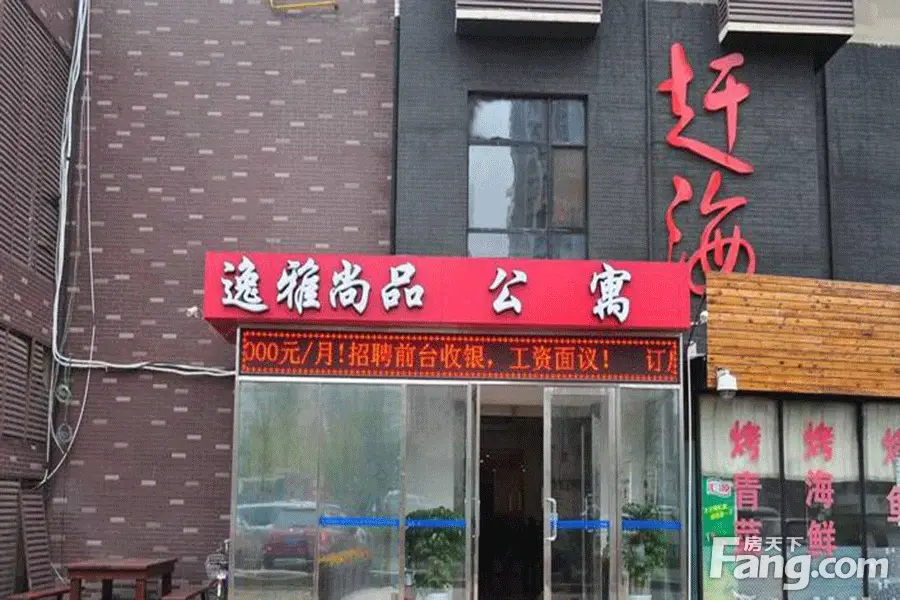 赶海
逸雅尚品 公寓
000元/月!招聘前台收银,工资面议! 订
烤青
烤海鲜
烤鱼
房天下
Fang.com